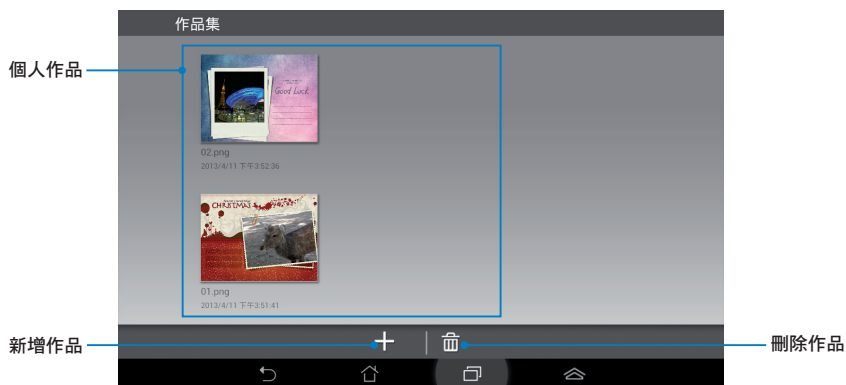 作品集
個人作品
Good Luck
02.png
2013/4/11 下午3:52:36
CHRISTMAS
01.png
2013/4/11 下午3:51:41
新增作品
刪除作品